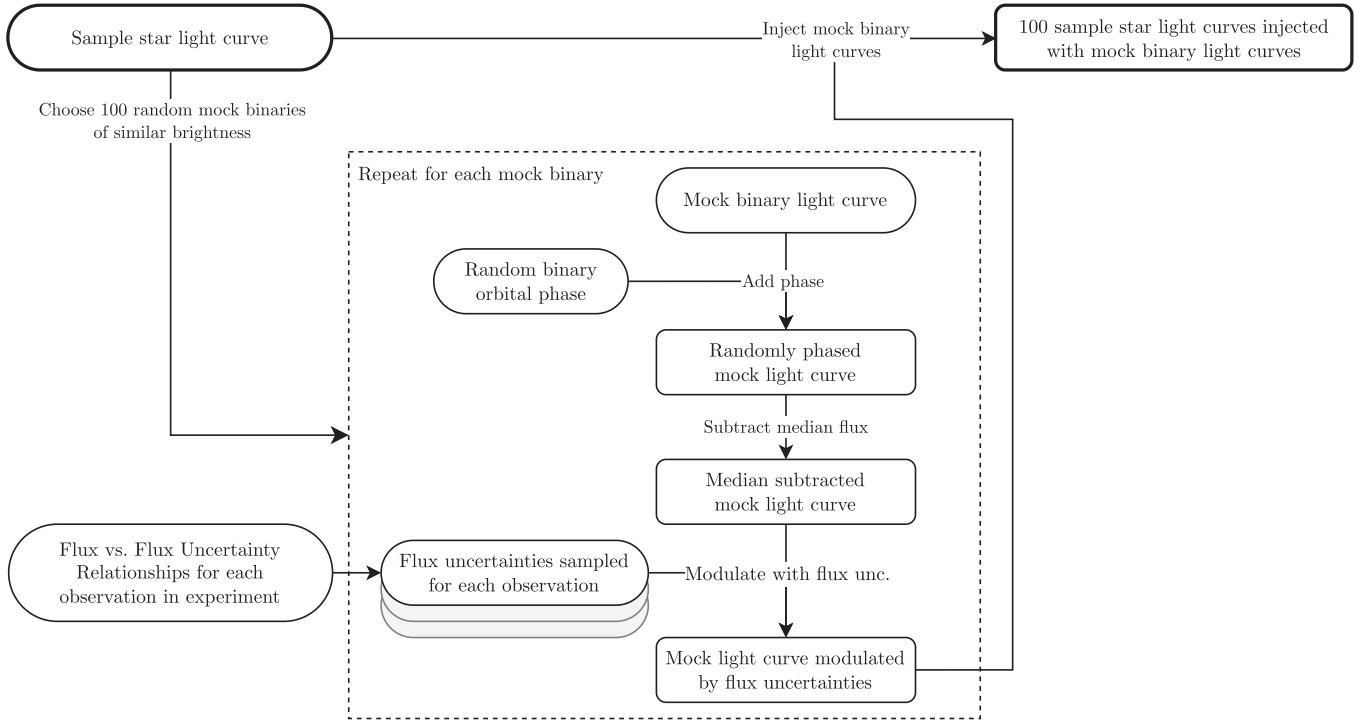 Sample star light curve
Inject mock binary
light curves
100 sample star light curves injected
with mock binary light curves
Choose 100 random mock binaries
of similar brightness
Repeat for each mock binary
Mock binary light curve
Random binary
orbital phase
Add phase
Randomly phased
mock light curve
Subtract median flux
Median subtracted
mock light curve
Flux vs. Flux Uncertainty
Relationships for each
observation in experiment
Flux uncertainties sampled
for each observation
Modulate with flux unc.
Mock light curve modulated
by flux uncertainties